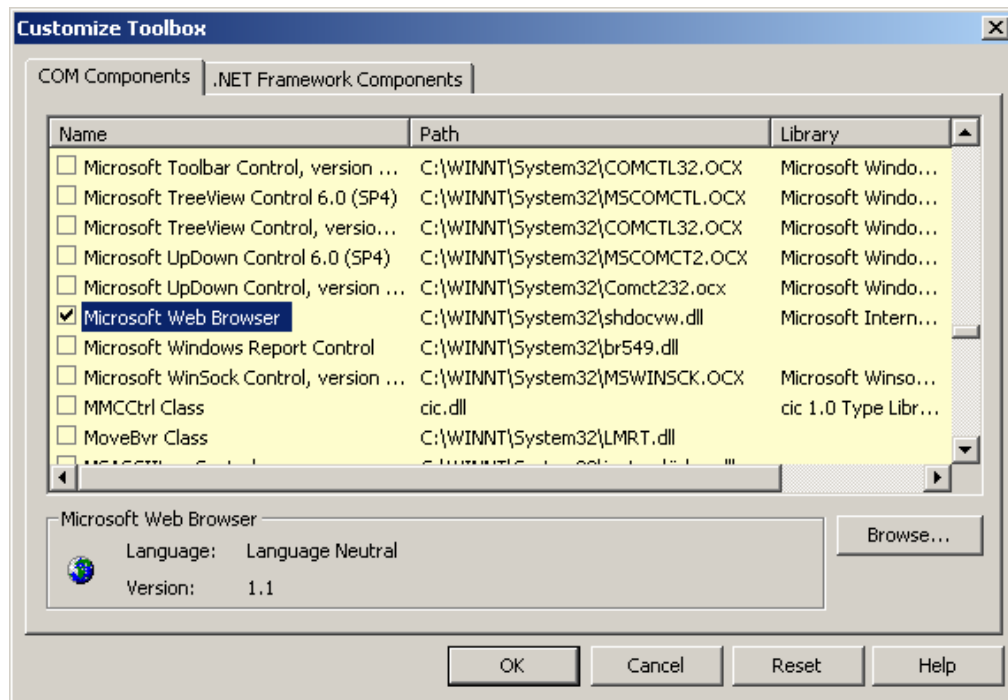 Customize Toolbox
COM Components .NET Framework Components
Name Path Library
Microsoft Toolbar Control, version ... C:\WINNT\System32\COMCTL32.OCX Microsoft Windo...
Microsoft TreeView Control 6.0 (SP4) C:\WINNT\System32\MSCOMCTL.OCX Microsoft Windo...
Microsoft TreeView Control, versio... C:\WINNT\System32\COMCTL32.OCX Microsoft Windo...
Microsoft UpDown Control 6.0 (SP4) C:\WINNT\System32\MSCOMCT2.OCX Microsoft Windo...
Microsoft UpDown Control, version ... C:\WINNT\System32\Comct232.ocx Microsoft Windo...
Microsoft Web Browser C:\WINNT\System32\shdocvw.dll Microsoft Intern...
Microsoft Windows Report Control C:\WINNT\System32\br549.dll
Microsoft WinSock Control, version ... C:\WINNT\System32\MSWINSCK.OCX Microsoft Winso...
MMCCtrl Class cic.dll cic 1.0 Type Libr...
MoveBvr Class C:\WINNT\System32\LMRT.dll
Microsoft Web Browser
Browse...
Language: Language Neutral
Version: 1.1
OK Cancel Reset Help